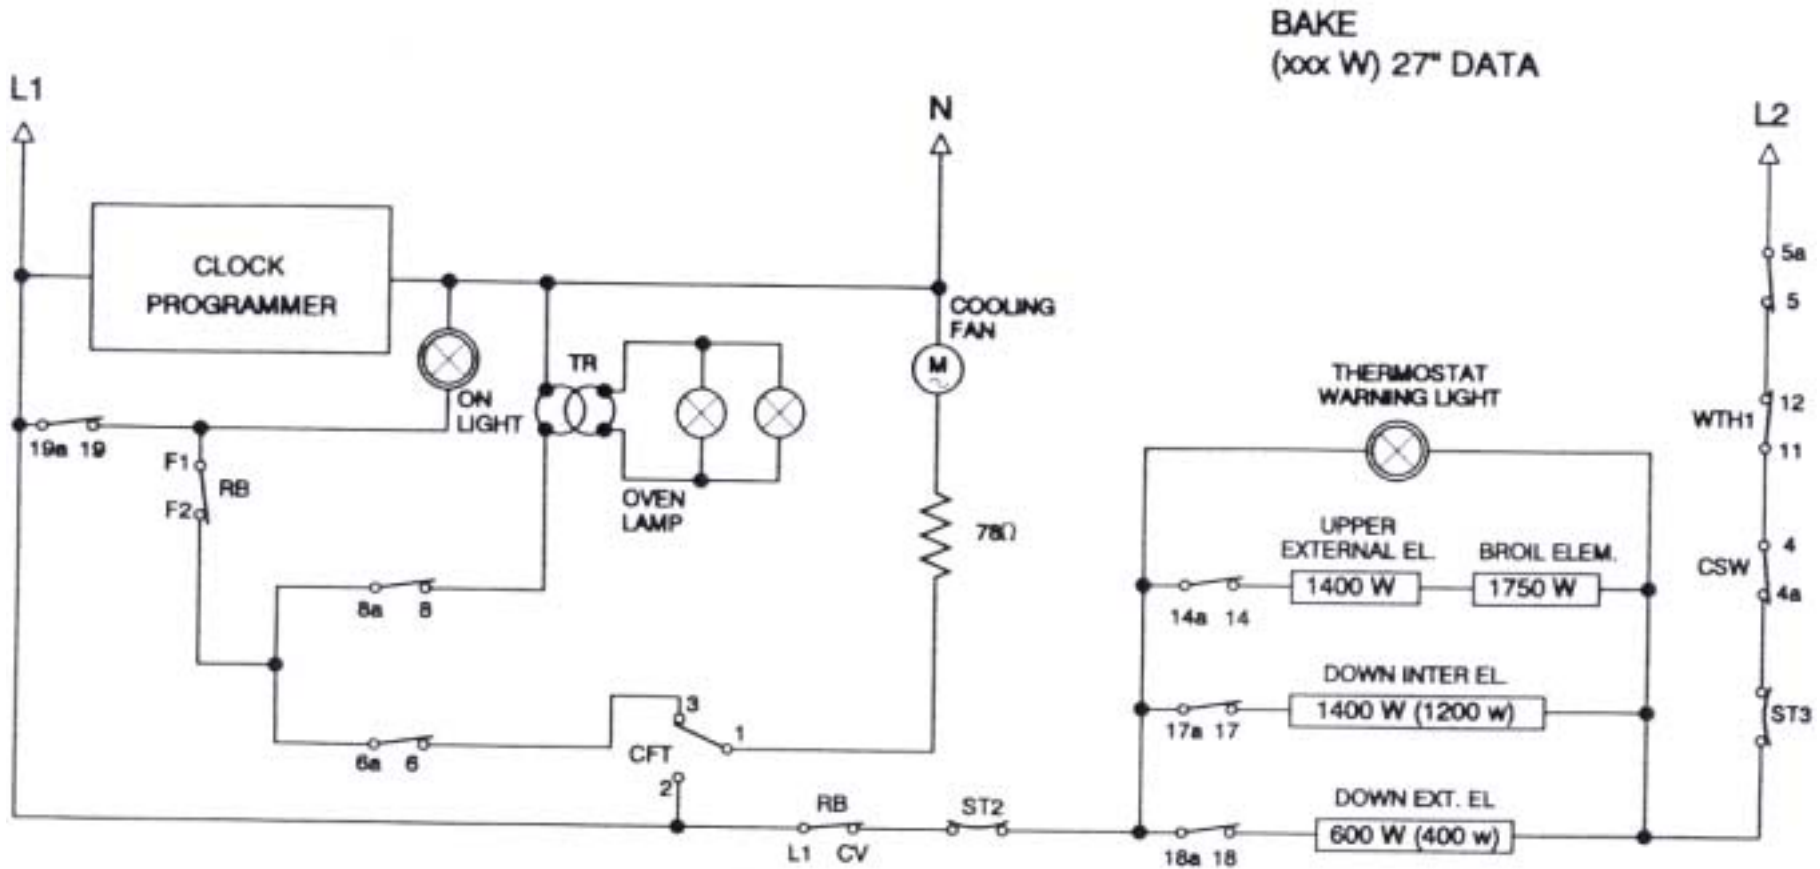 BAKE
(xxx W) 27" DATA
L1
N
L2
CLOCK
PROGRAMMER
COOLING
FAN
M
~
ON
LIGHT
TR
OVEN
LAMP
78Ω
19a 19
F1
F2
RB
8a 8
6a 6
3
1
CFT
2
RB
L1 CV
ST2
THERMOSTAT
WARNING LIGHT
UPPER
EXTERNAL EL.
1400 W
BROIL ELEM.
1750 W
14a 14
DOWN INTER EL.
1400 W (1200 w)
17a 17
DOWN EXT. EL
600 W (400 w)
18a 18
5a
5
12
WTH1
11
4
CSW
4a
ST3